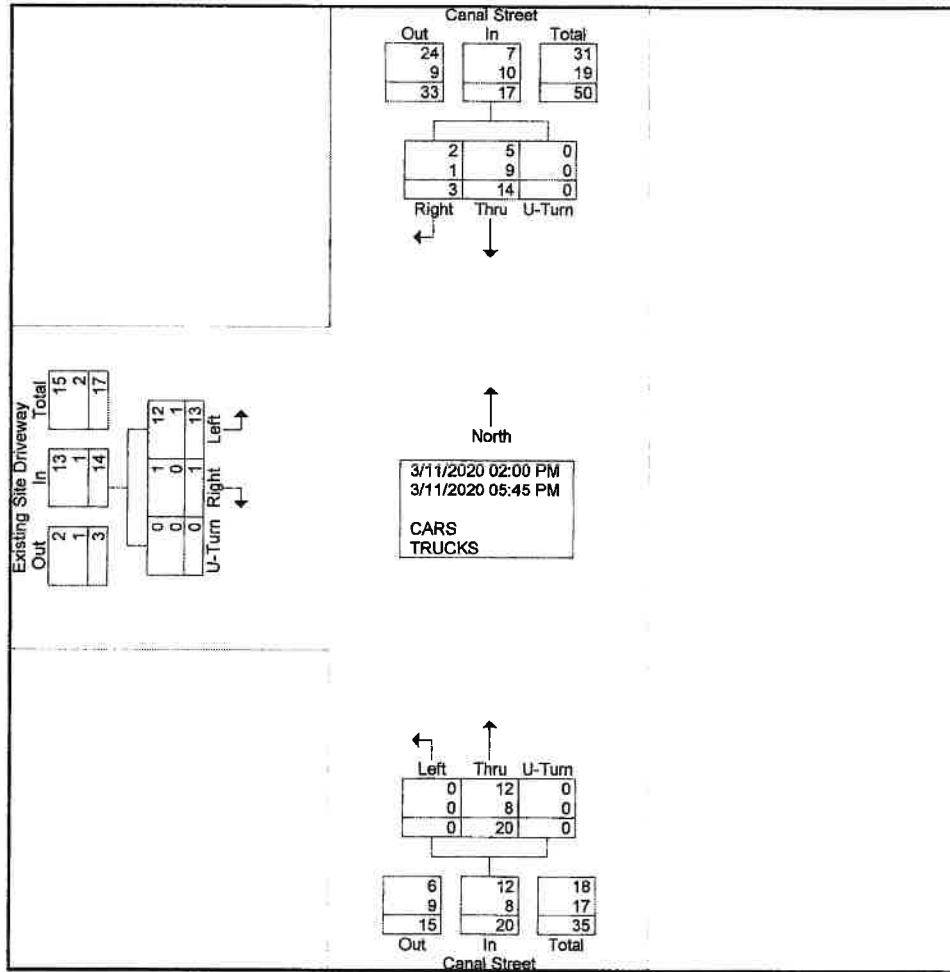 Canal Street
Out In Total
24 7 31
9 10 19
33 17 50
2 5 0
1 9 0
3 14 0
Right Thru U-Turn
Existing Site Driveway
Out In Total
2 13 15
1 1 2
3 14 17
0 1 12
0 0 1
0 1 13
U-Turn Right Left
North
3/11/2020 02:00 PM
3/11/2020 05:45 PM
CARS
TRUCKS
Left Thru U-Turn
0 12 0
0 8 0
0 20 0
6 12 18
9 8 17
15 20 35
Out In Total
Canal Street